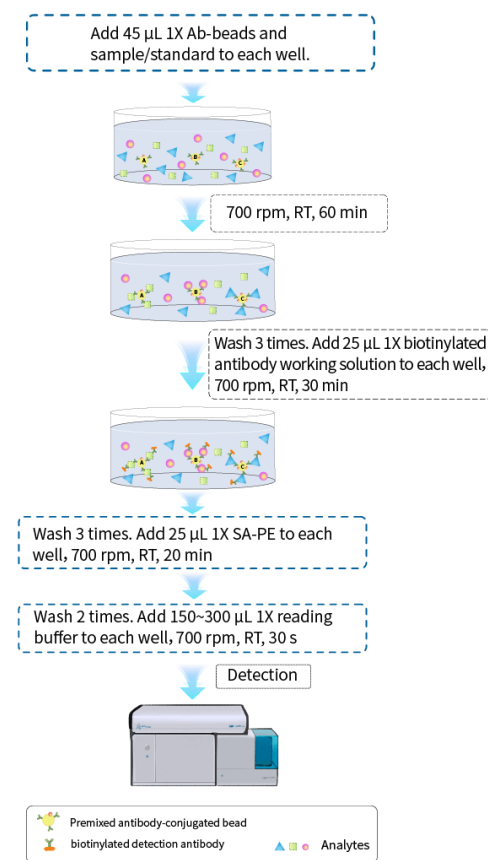 Add 45 μL 1X Ab-beads and
sample/standard to each well.
A
B
C
700 rpm, RT, 60 min
A
B
C
Wash 3 times. Add 25 μL 1X biotinylated
antibody working solution to each well,
700 rpm, RT, 30 min
A
B
C
Wash 3 times. Add 25 μL 1X SA-PE to each
well, 700 rpm, RT, 20 min
Wash 2 times. Add 150~300 μL 1X reading
buffer to each well, 700 rpm, RT, 30 s
Detection
Premixed antibody-conjugated bead
biotinylated detection antibody
Analytes